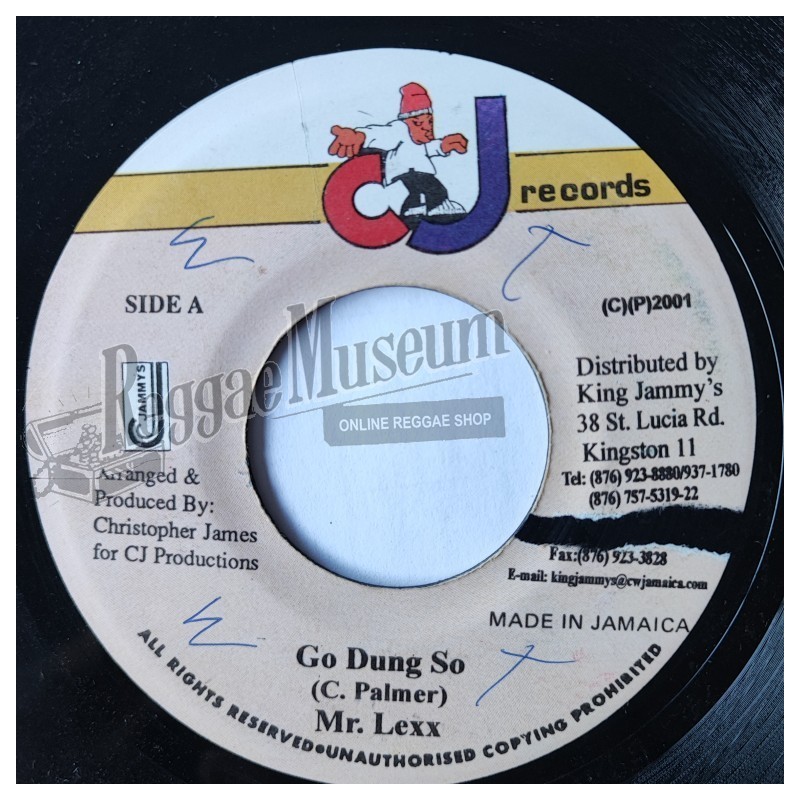 CJ
records
SIDE A
(C)(P)2001
JAMMYS
Reggae Museum
ONLINE REGGAE SHOP
Distributed by
King Jammy's
38 St. Lucia Rd.
Kingston 11
Tel: (876) 923-8880/937-1780
(876) 757-5319-22
Fax:(876) 923-3828
E-mail: kingjammys@cwjamaica.com
Arranged &
Produced By:
Christopher James
for CJ Productions
MADE IN JAMAICA
Go Dung So
(C. Palmer)
Mr. Lexx
ALL RIGHTS RESERVED●UNAUTHORISED COPYING PROHIBITED